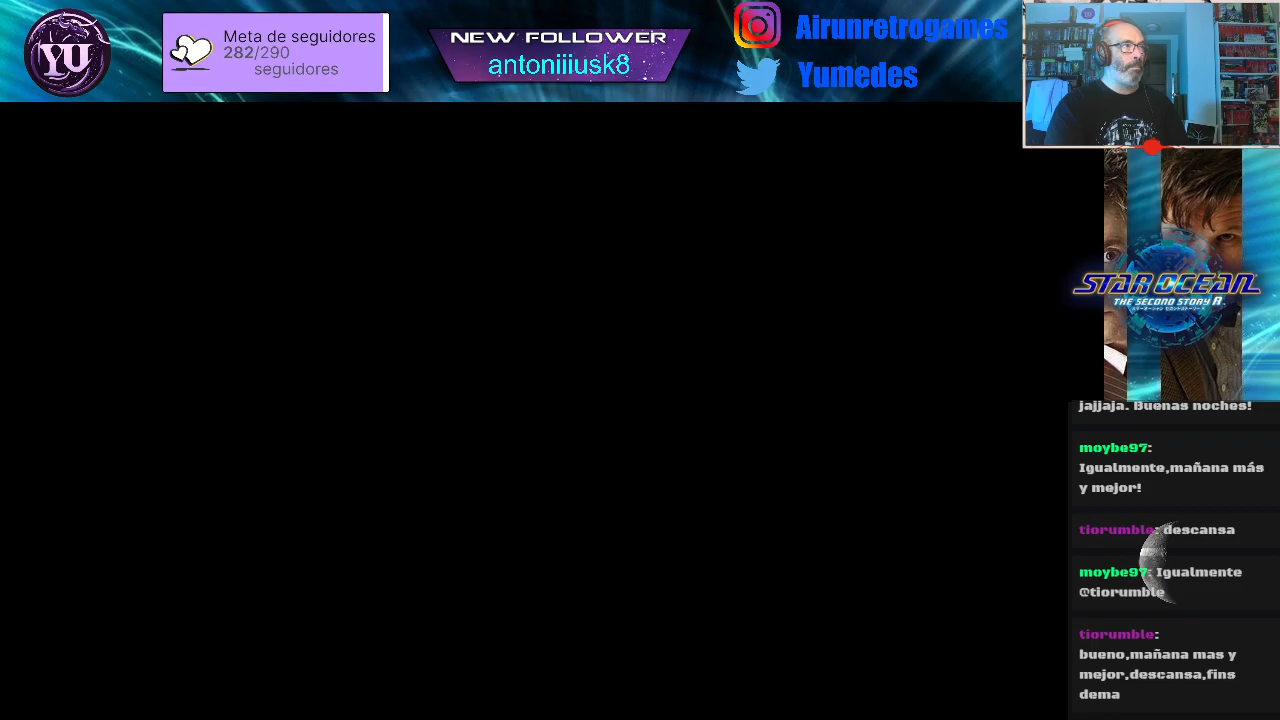 YU
Meta de seguidores
282/290
seguidores
NEW FOLLOWER
antoniiiusk8
Airunretrogames
Yumedes
STAR OCEAN
THE SECOND STORY R
jajjaja. Buenas noches!
moybe97:
Igualmente,mañana más
y mejor!
tiorumble: descansa
moybe97: Igualmente
@tiorumble
tiorumble:
bueno,mañana mas y
mejor,descansa,fins
dema